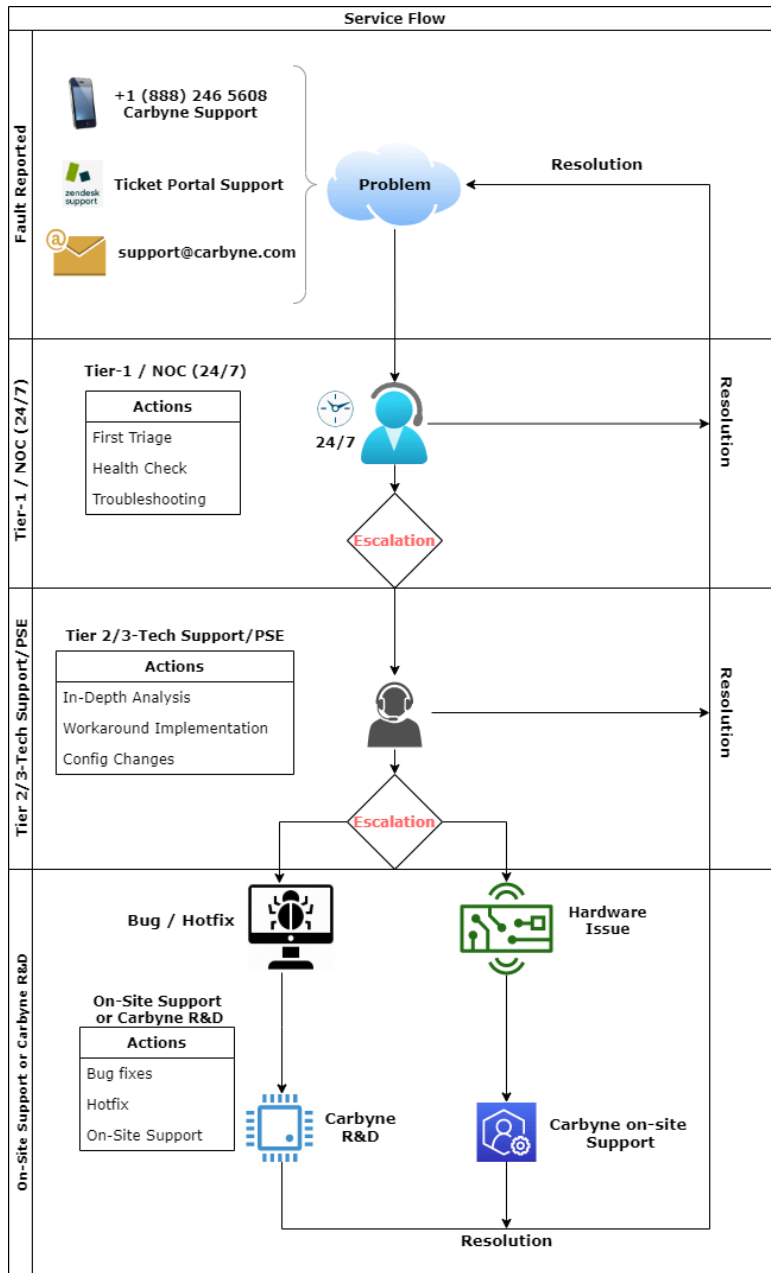 Service Flow
Fault Reported
+1 (888) 246 5608
Carbyne Support
zendesk
support
Ticket Portal Support
@
support@carbyne.com
Problem
Resolution
Tier-1 / NOC (24/7)
Tier-1 / NOC (24/7)
Actions
First Triage
Health Check
Troubleshooting
24/7
Resolution
Escalation
Tier 2/3-Tech Support/PSE
Tier 2/3-Tech Support/PSE
Actions
In-Depth Analysis
Workaround Implementation
Config Changes
Resolution
Escalation
On-Site Support or Carbyne R&D
Bug / Hotfix
Hardware
Issue
On-Site Support
or Carbyne R&D
Actions
Bug fixes
Hotfix
On-Site Support
Carbyne
R&D
Carbyne on-site
Support
Resolution